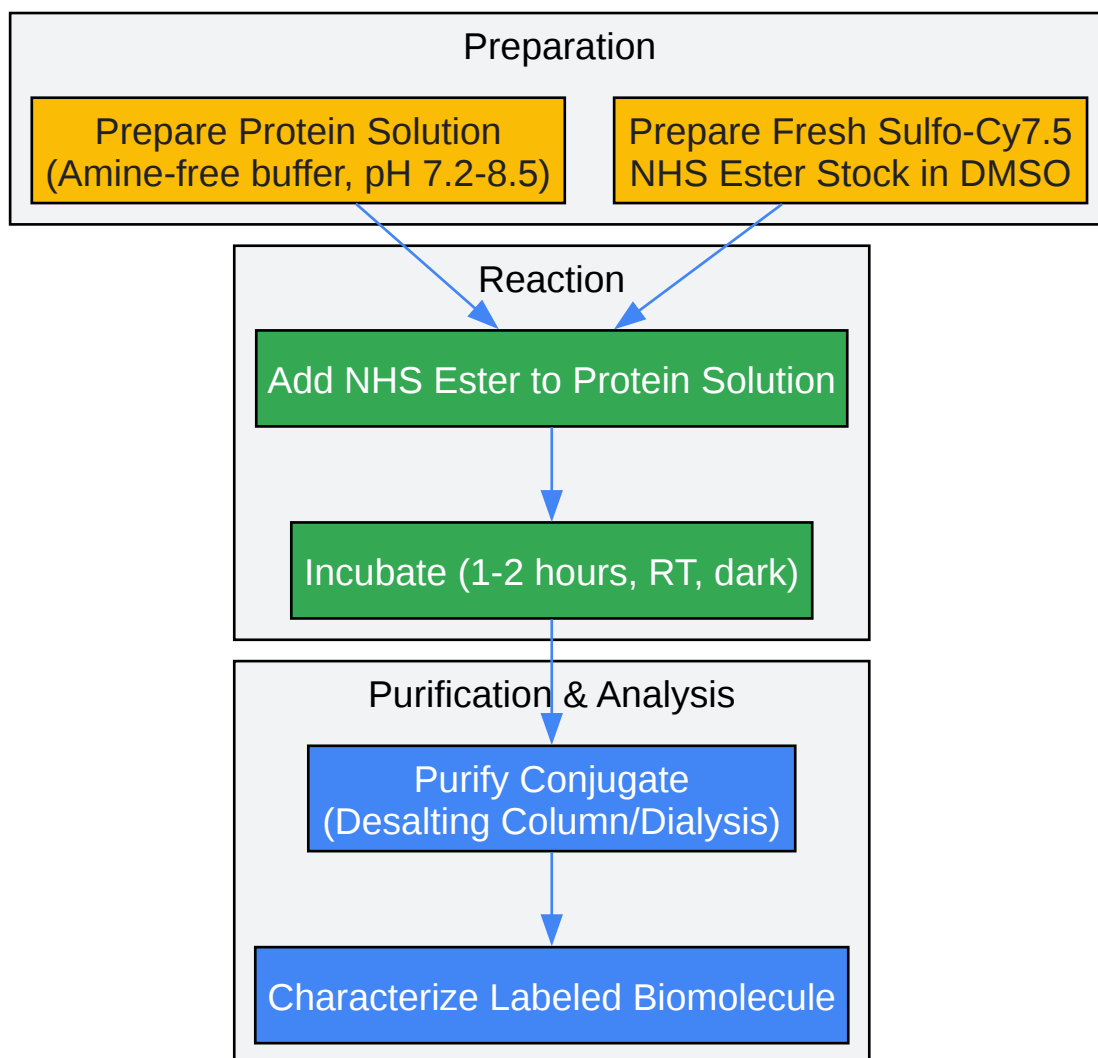 Preparation
Prepare Protein Solution
(Amine-free buffer, pH 7.2-8.5)
Prepare Fresh Sulfo-Cy7.5
NHS Ester Stock in DMSO
Reaction
Add NHS Ester to Protein Solution
Incubate (1-2 hours, RT, dark)
Purification & Analysis
Purify Conjugate
(Desalting Column/Dialysis)
Characterize Labeled Biomolecule